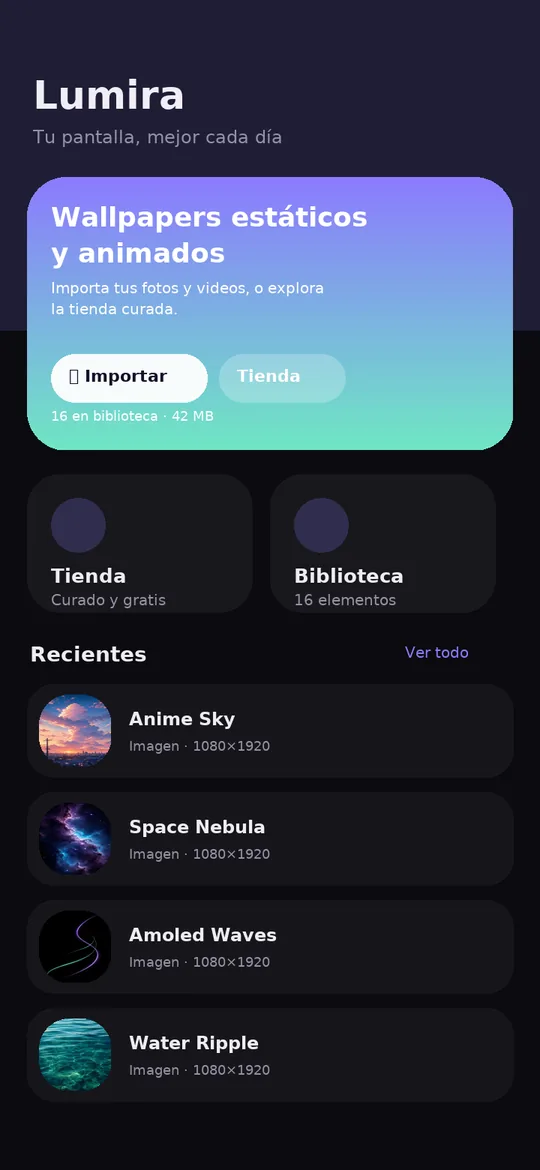 Lumira
Tu pantalla, mejor cada día
Wallpapers estáticos
y animados
Importa tus fotos y videos, o explora
la tienda curada.
Importar
Tienda
16 en biblioteca · 42 MB
Tienda
Curado y gratis
Biblioteca
16 elementos
Recientes
Ver todo
Anime Sky
Imagen · 1080×1920
Space Nebula
Imagen · 1080×1920
Amoled Waves
Imagen · 1080×1920
Water Ripple
Imagen · 1080×1920